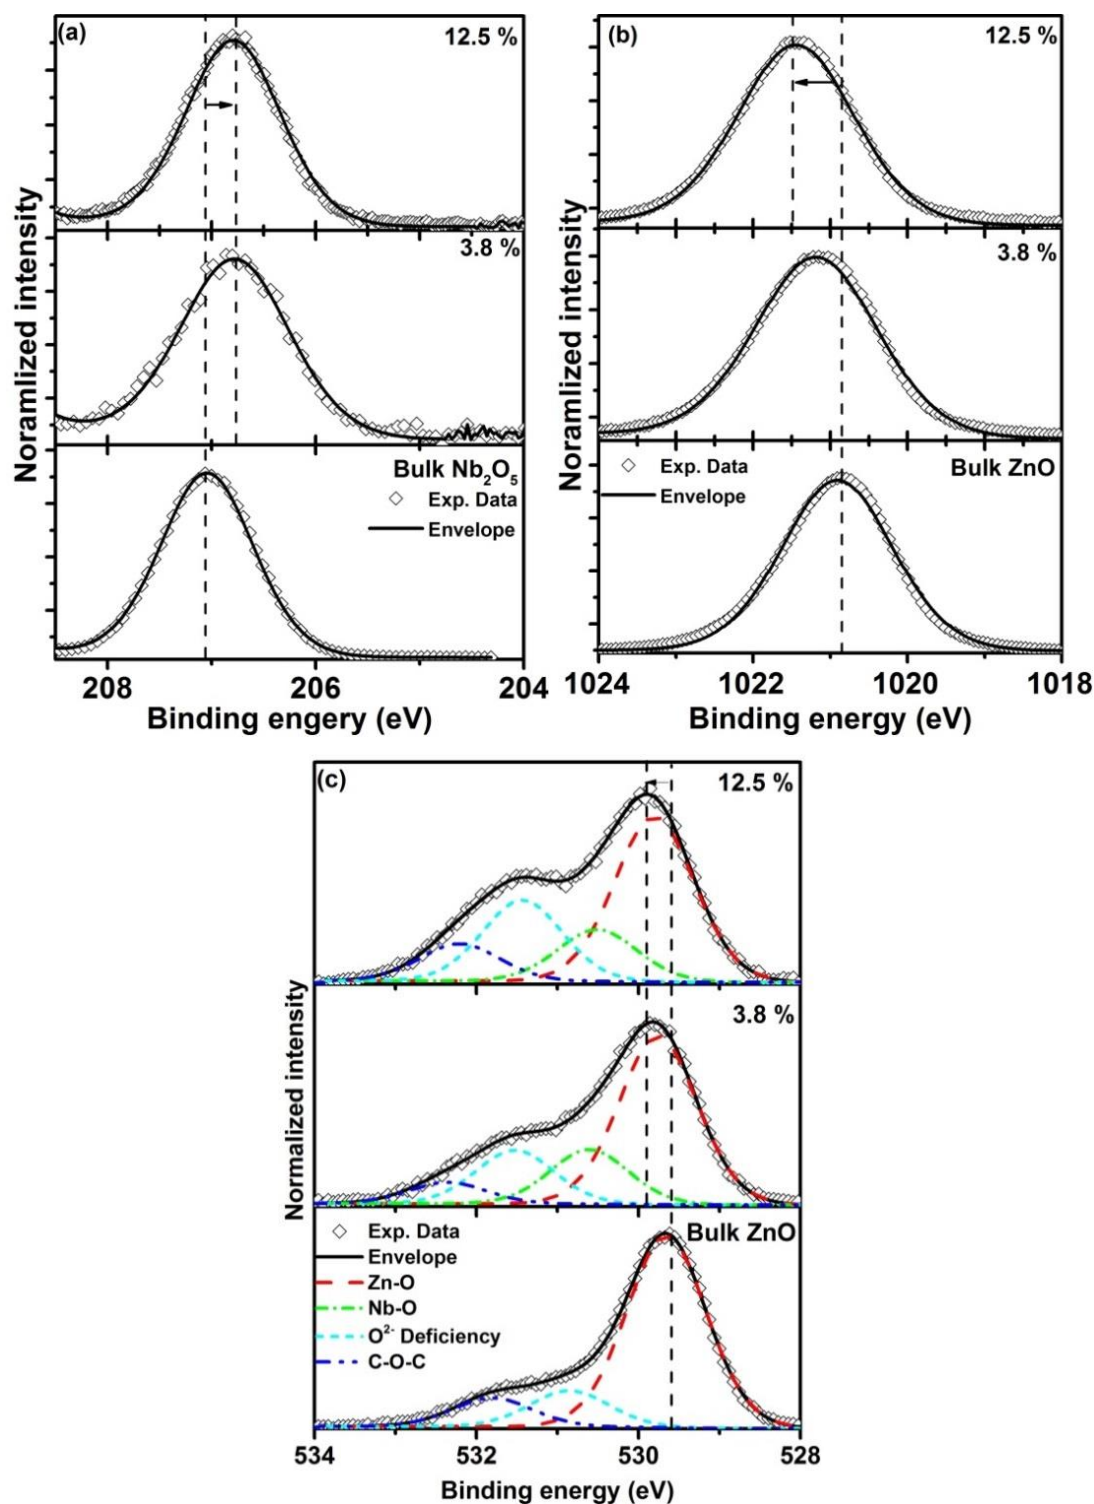 (a)
12.5 %
3.8 %
Bulk Nb₂O₅
Exp. Data
Envelope
Noramlized intensity
208 206 204
Binding engery (eV)
(b)
12.5 %
3.8 %
Exp. Data
Bulk ZnO
Envelope
Noramlized intensity
1024 1022 1020 1018
Binding energy (eV)
(c)
12.5 %
3.8 %
Bulk ZnO
Exp. Data
Envelope
Zn-O
Nb-O
O²⁻ Deficiency
C-O-C
Normalized intensity
534 532 530 528
Binding energy (eV)